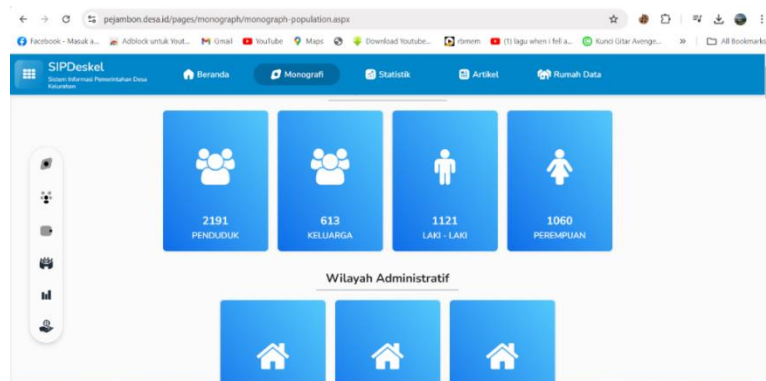 pejambon.desa.id/pages/monograph/monograph-population.aspx
Facebook - Masuk a...
Adblock untuk Yout...
Gmail
YouTube
Maps
Download Youtube...
rbmem
(1) lagu when i fell a...
Kunci Gitar Avenge...
All Bookmarks
SIPDeskel
Sistem Informasi Pemerintahan Desa
Kelurahan
Beranda
Monografi
Statistik
Artikel
Rumah Data
2191
PENDUDUK
613
KELUARGA
1121
LAKI - LAKI
1060
PEREMPUAN
Wilayah Administratif